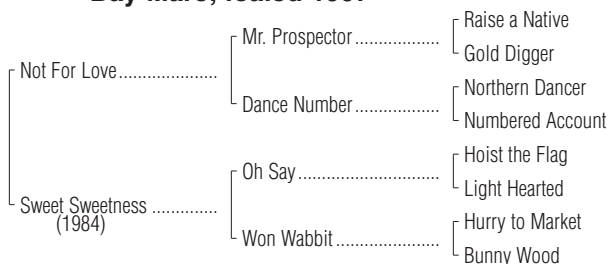 Bay Mare; foaled
Raise a Native
Mr. Prospector ..................
Gold Digger
Not For Love.....................
Northern Dancer
Dance Number ..................
Numbered Account
Hoist the Flag
Oh Say ..............................
Light Hearted
Sweet Sweetness ..............
(1984)
Hurry to Market
Won Wabbit ......................
Bunny Wood